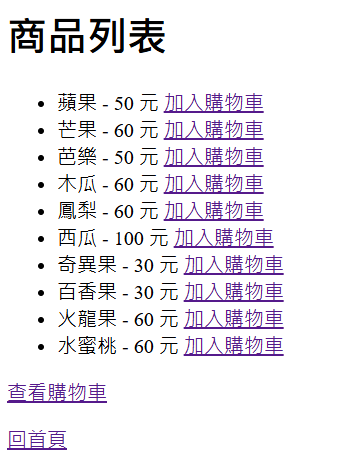 商品列表
蘋果 - 50 元 加入購物車
芒果 - 60 元 加入購物車
芭樂 - 50 元 加入購物車
木瓜 - 60 元 加入購物車
鳳梨 - 60 元 加入購物車
西瓜 - 100 元 加入購物車
奇異果 - 30 元 加入購物車
百香果 - 30 元 加入購物車
火龍果 - 60 元 加入購物車
水蜜桃 - 60 元 加入購物車
查看購物車
回首頁